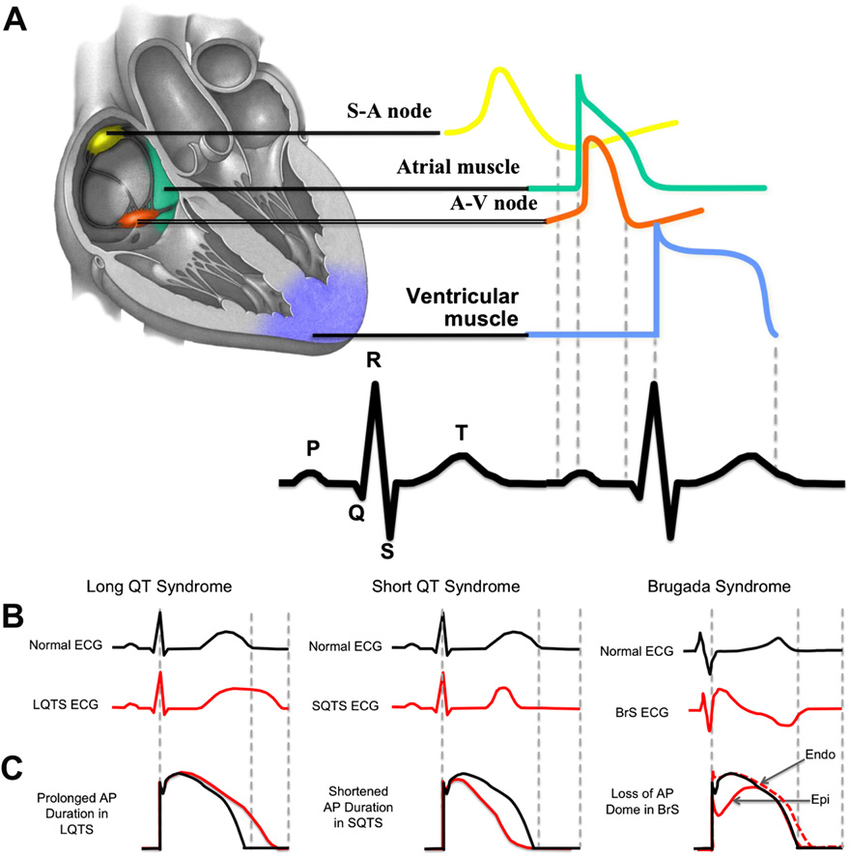 A
S-A node
Atrial muscle
A-V node
Ventricular
muscle
R
P
T
Q
S
Long QT Syndrome
Short QT Syndrome
Brugada Syndrome
B
Normal ECG
Normal ECG
Normal ECG
LQTS ECG
SQTS ECG
BrS ECG
C
Endo
Prolonged AP
Duration in
LQTS
Shortened
AP Duration
in SQTS
Loss of AP
Dome in BrS
Epi